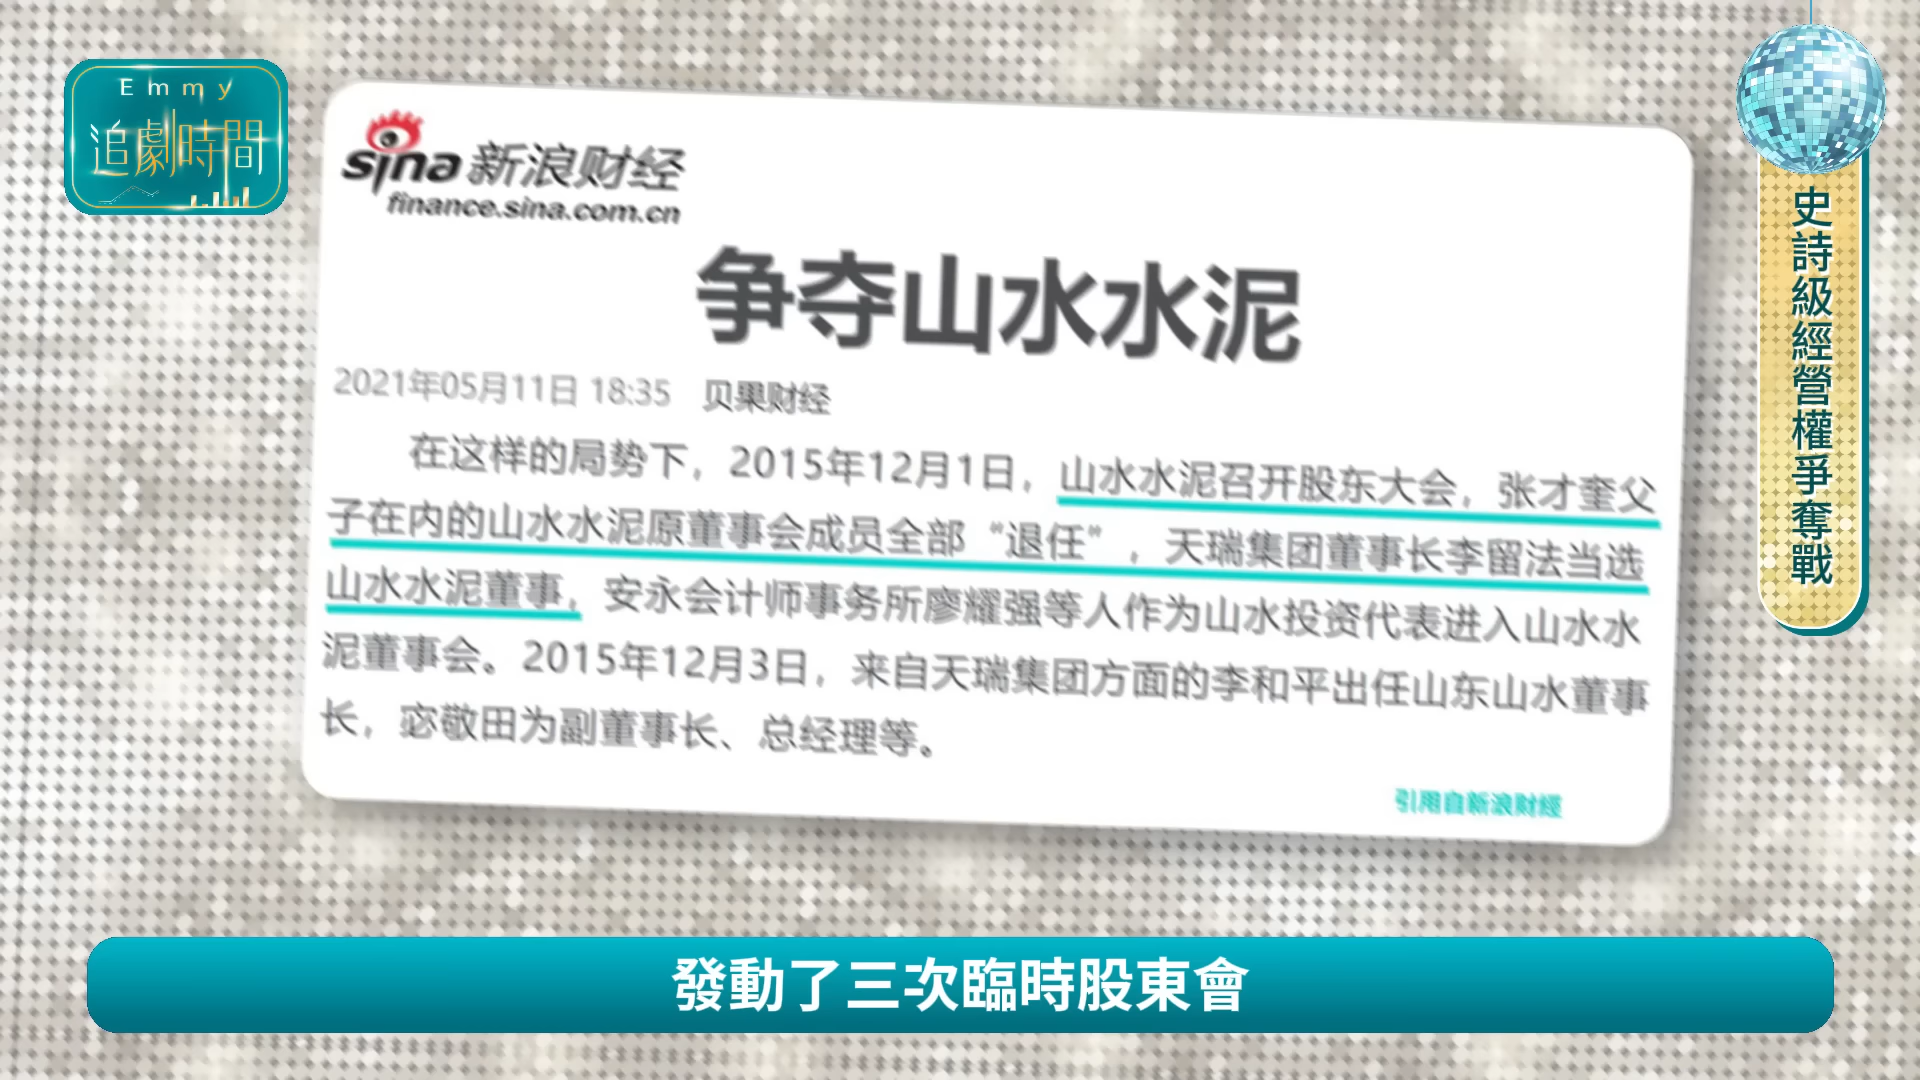 Emmy
追劇時間
史詩級經營權爭奪戰
sina 新浪财经
finance.sina.com.cn
争夺山水水泥
2021年05月11日 18:35 贝果财经
在这样的局势下，2015年12月1日，山水水泥召开股东大会，张才奎父
子在内的山水水泥原董事会成员全部“退任”，天瑞集团董事长李留法当选
山水水泥董事，安永会计师事务所廖耀强等人作为山水投资代表进入山水水
泥董事会。2015年12月3日，来自天瑞集团方面的李和平出任山东山水董事
长，宓敬田为副董事长、总经理等。
引用自新浪财經
發動了三次臨時股東會